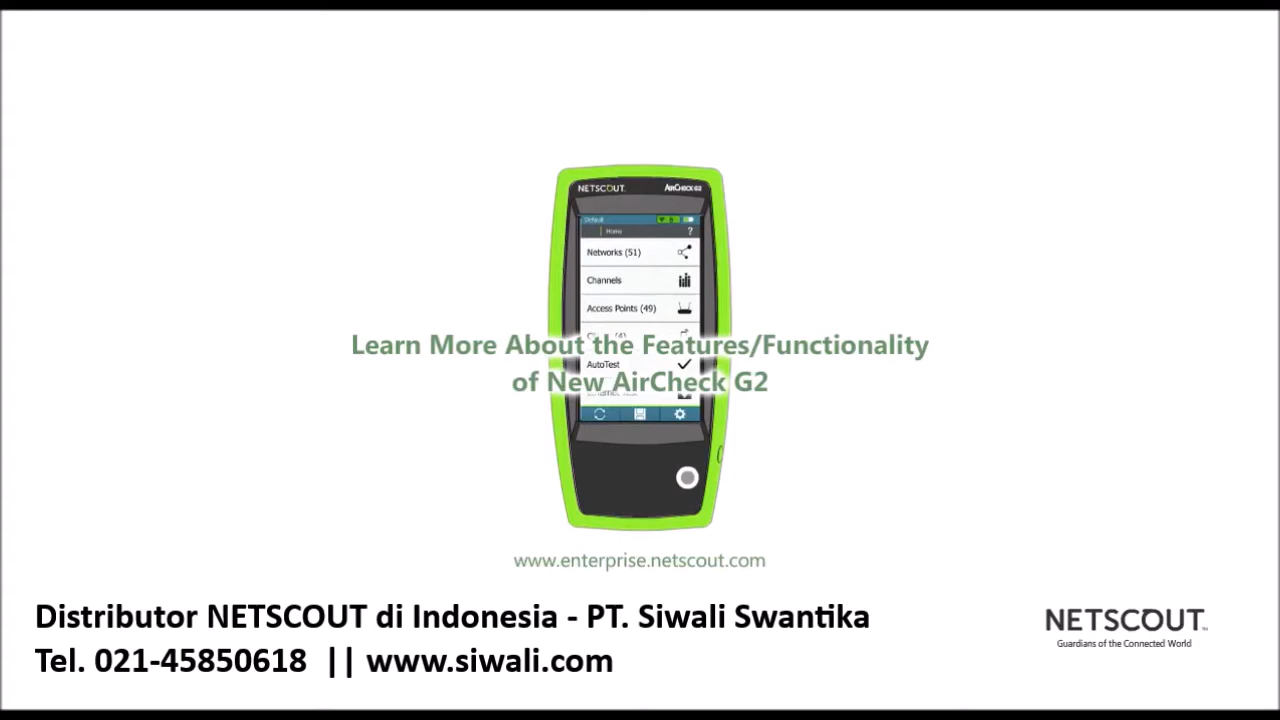 NETSCOUT. AIRCHECK G2
Default
Home ?
Networks (51)
Channels
Access Points (49)
(4)
Learn More About the Features/Functionality
AutoTest
of New AirCheck G2
www.enterprise.netscout.com
Distributor NETSCOUT di Indonesia - PT. Siwali Swantika
Tel. 021-45850618 || www.siwali.com
NETSCOUT™
Guardians of the Connected World